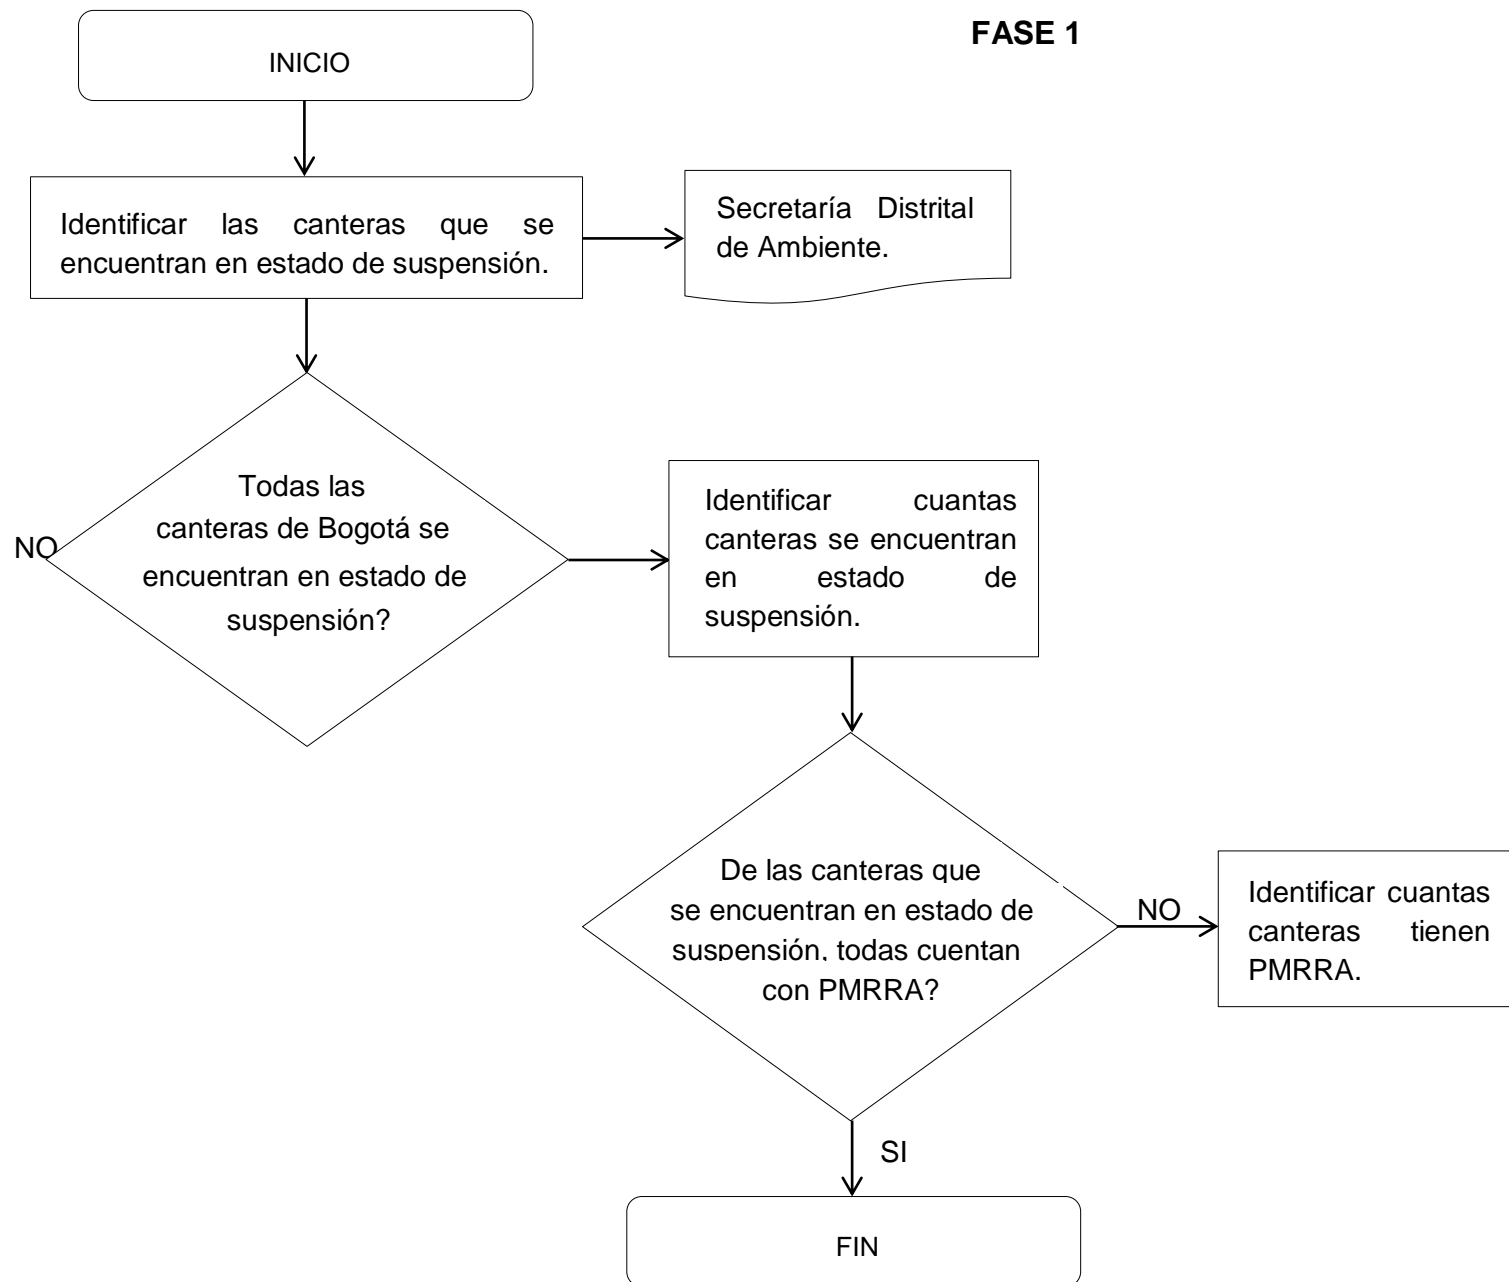 FASE 1
INICIO
Identificar las canteras que se
encuentran en estado de suspensión.
Secretaría Distrital
de Ambiente.
Todas las
canteras de Bogotá se
encuentran en estado de
suspensión?
NO
Identificar cuantas
canteras se encuentran
en estado de
suspensión.
De las canteras que
se encuentran en estado de
suspensión, todas cuentan
con PMRRA?
NO
Identificar cuantas
canteras tienen
PMRRA.
SI
FIN